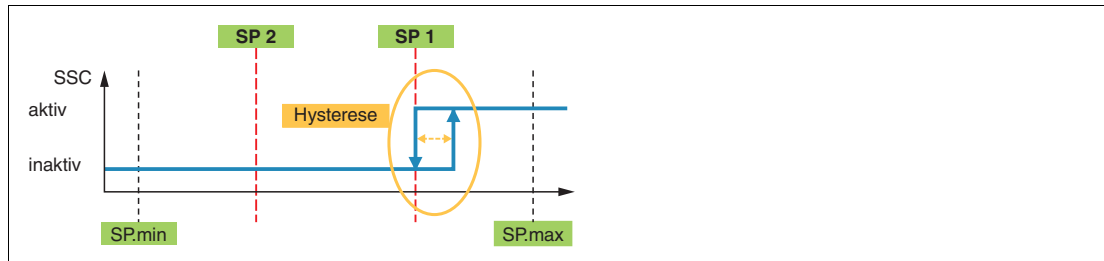 SP 2
SP 1
SSC
aktiv
Hysterese
inaktiv
SP.min
SP.max